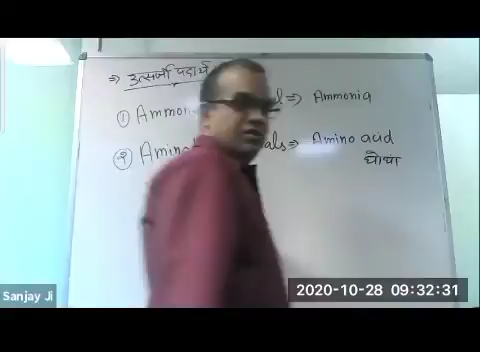 ⇒ उत्सर्जी पदार्थ
① Ammon ⇒ Ammonia
② Amino als ⇒ Amino acid
घोंघा
Sanjay Ji
2020-10-28 09:32:31